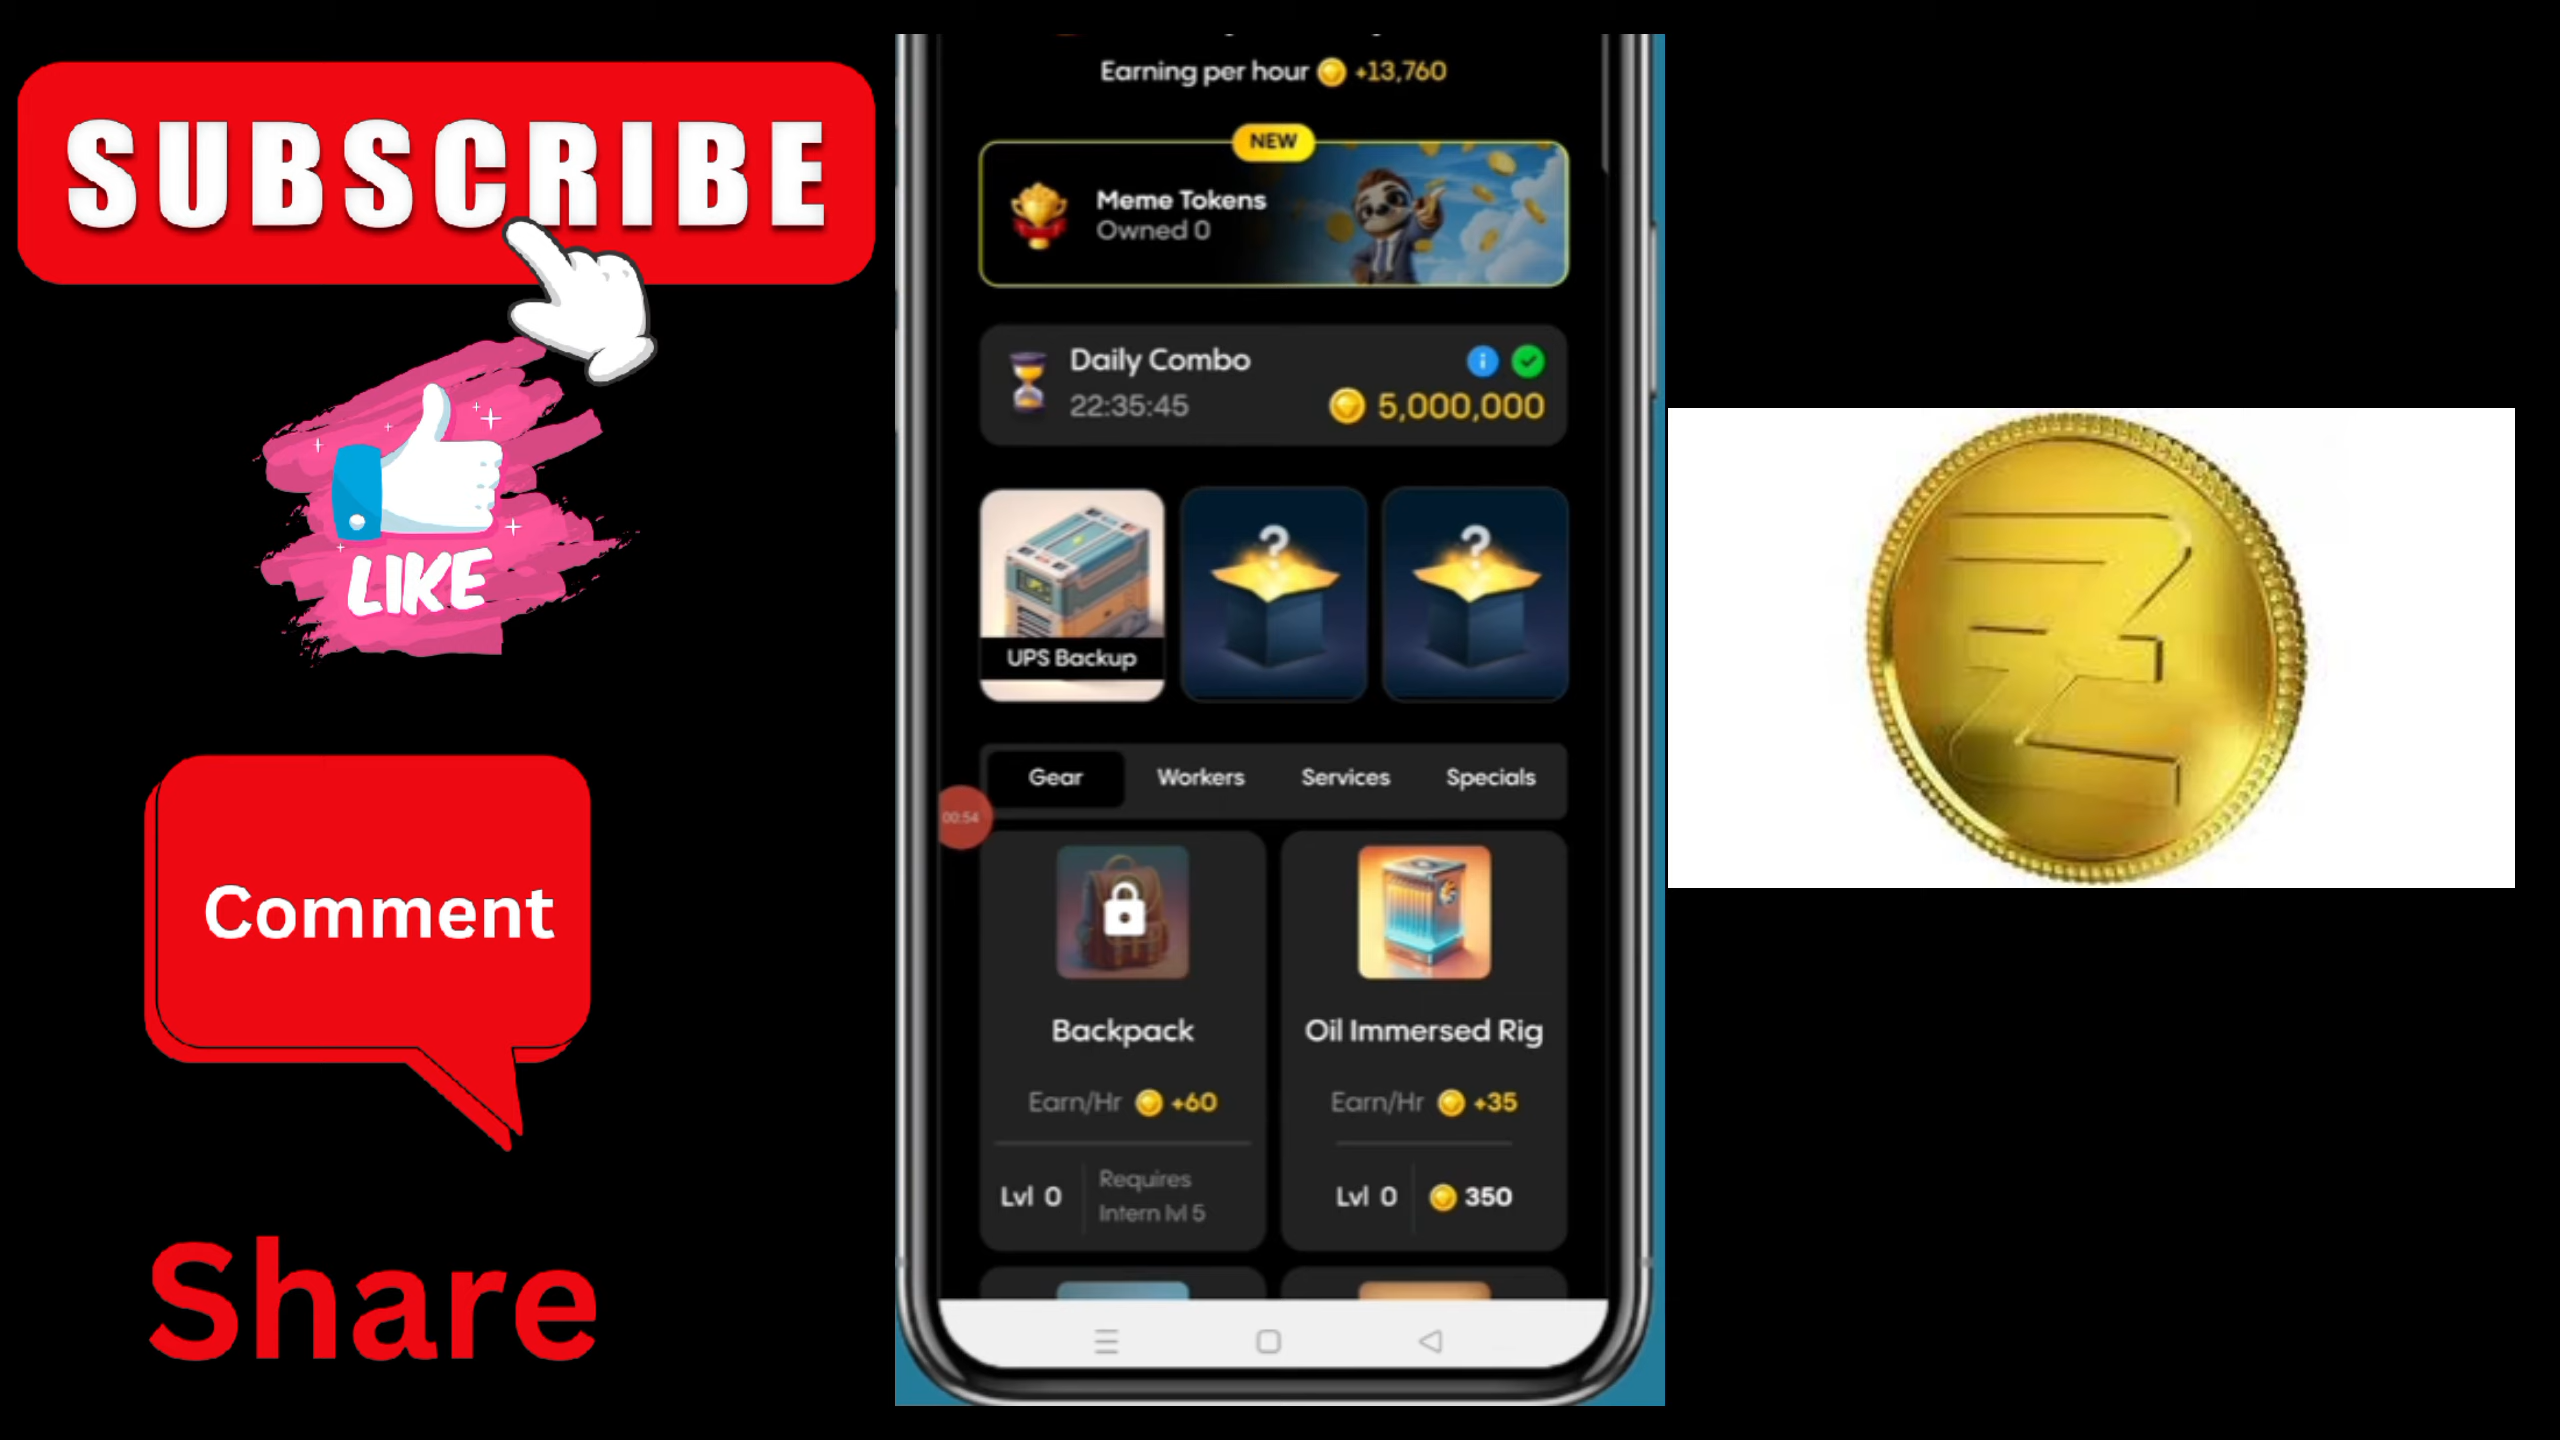 SUBSCRIBE
LIKE
Comment
Share
Earning per hour +13,760
NEW
Meme Tokens
Owned 0
Daily Combo
22:35:45
5,000,000
?
?
UPS Backup
Gear Workers Services Specials
00:54
Backpack
Earn/Hr +60
Lvl 0
Requires
Intern lvl 5
Oil Immersed Rig
Earn/Hr +35
Lvl 0
350